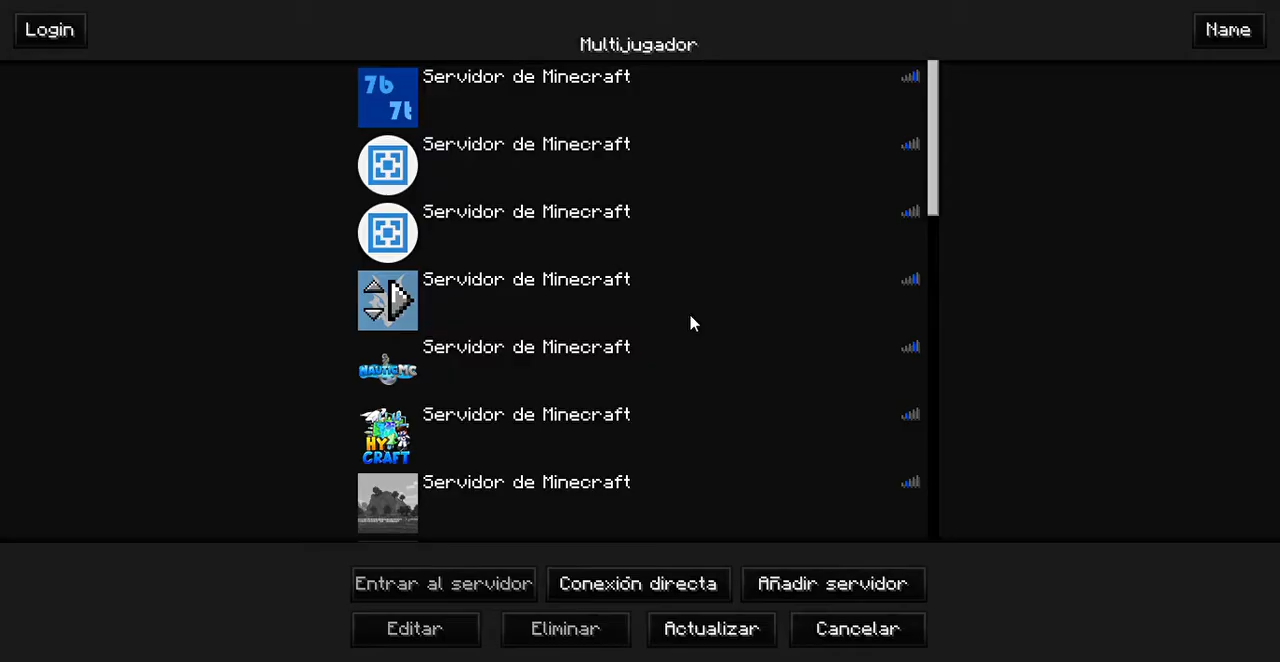 Login
Multijugador
Name
7b
7t
Servidor de Minecraft
Servidor de Minecraft
Servidor de Minecraft
Servidor de Minecraft
Servidor de Minecraft
NAUTICMC
Servidor de Minecraft
HY
CRAFT
Servidor de Minecraft
Entrar al servidor
Conexión directa
Añadir servidor
Editar
Eliminar
Actualizar
Cancelar